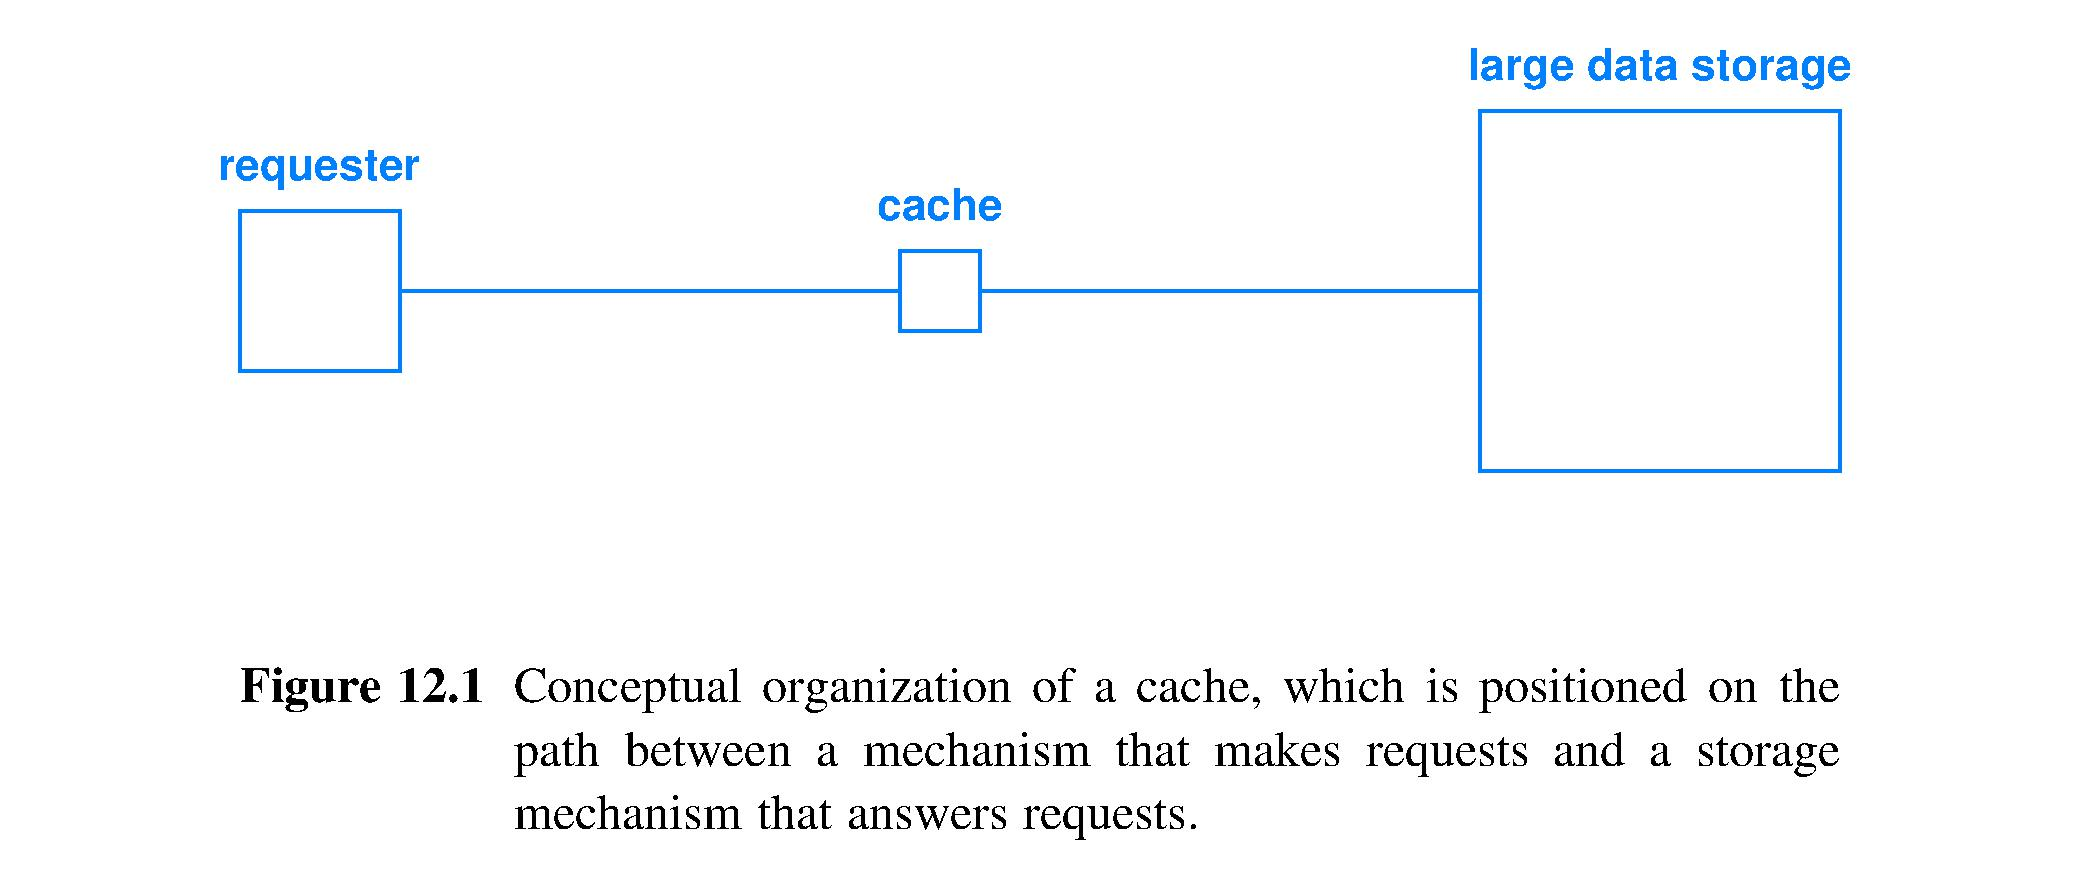 large data storage
requester
cache
Figure 12.1 Conceptual organization of a cache, which is positioned on the
path between a mechanism that makes requests and a storage
mechanism that answers requests.